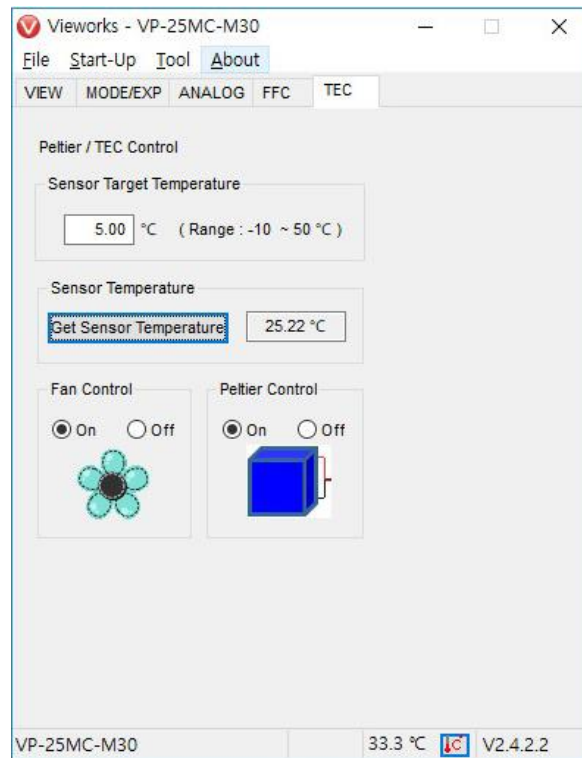 Vieworks - VP-25MC-M30
File Start-Up Tool About
VIEW MODE/EXP ANALOG FFC TEC
Peltier / TEC Control
Sensor Target Temperature
5.00 °C ( Range : -10 ~ 50 °C )
Sensor Temperature
Get Sensor Temperature 25.22 °C
Fan Control Peltier Control
On Off On Off
VP-25MC-M30 33.3 °C C V2.4.2.2